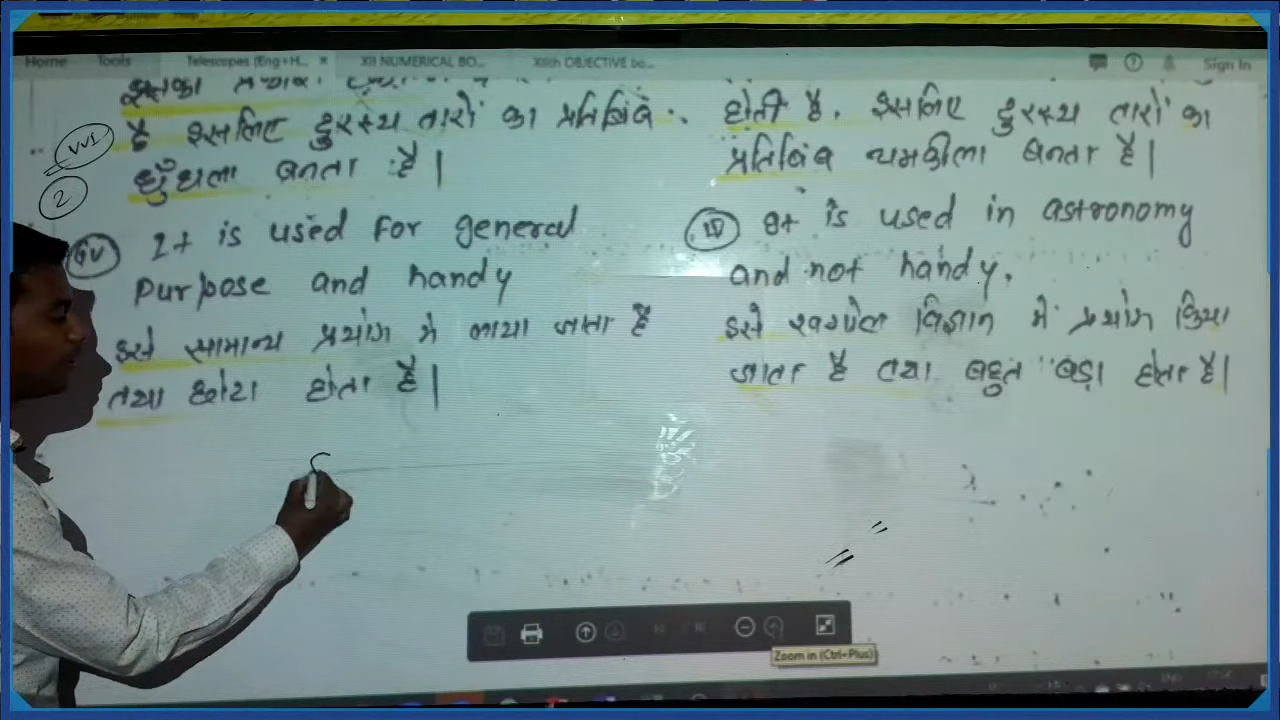 Home Tools Telescopes (Eng+H... × XII NUMERICAL BO... XIIth OBJECTIVE bo... Sign In
इसका
है इसलिए दुरस्थ तारों का प्रतिबिंब
धुँधला बनता है|
VVI
2
(iv) It is used for general
purpose and handy
इसे सामान्य प्रयोग मे लाया जाता है
तथा छोटा होता है|
होती है. इसलिए दुरस्थ तारों का
प्रतिबिंब चमकीला बनता है|
(iv) It is used in astronomy
and not handy.
इसे खगोल विज्ञान में प्रयोग किया
जाता है तथा बहुत बड़ा होता है|
Zoom in (Ctrl+Plus)